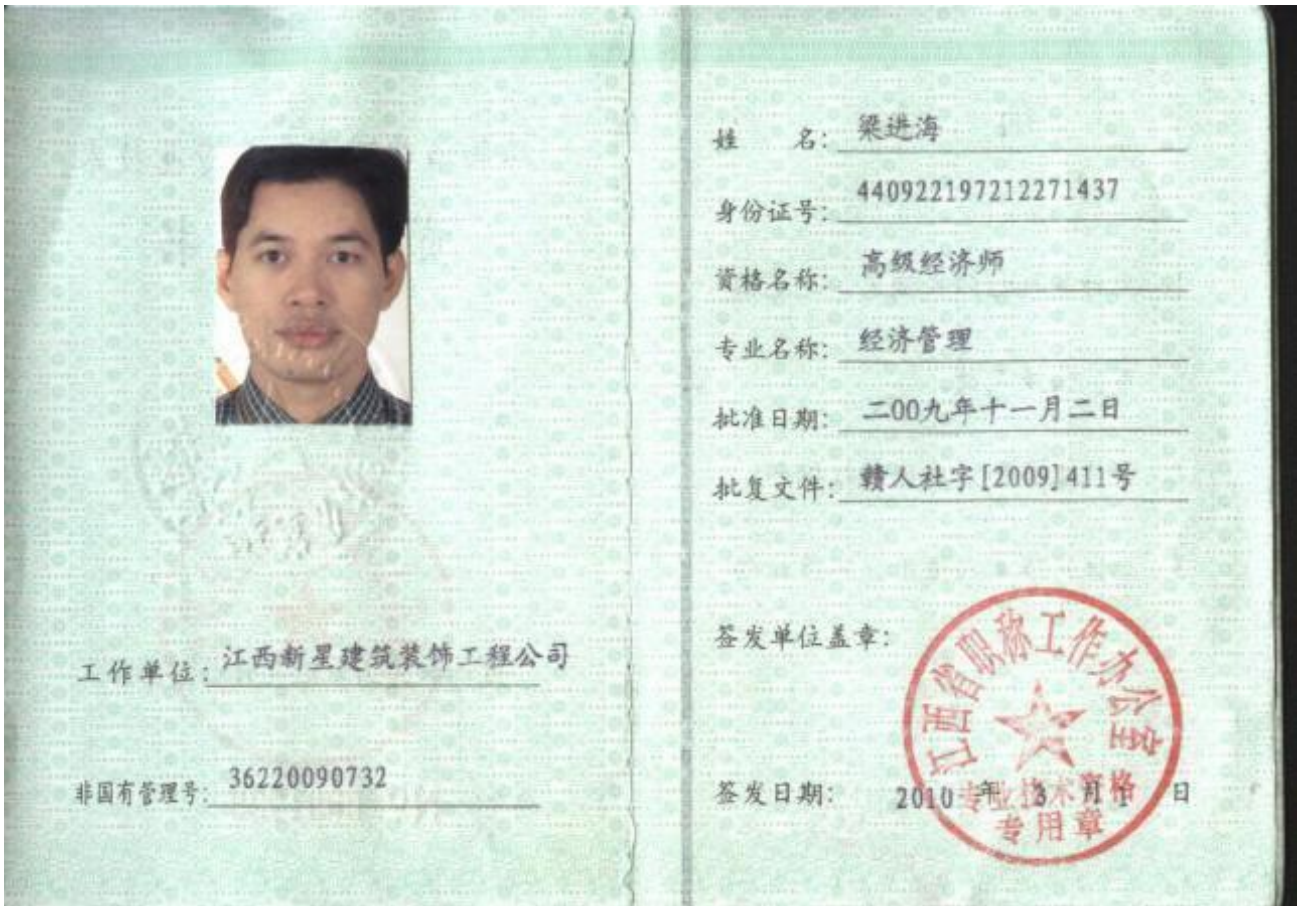 工作单位: 江西新星建筑装饰工程公司
非国有管理号: 36220090732
姓 名: 梁进海
身份证号: 440922197212271437
资格名称: 高级经济师
专业名称: 经济管理
批准日期: 二00九年十一月二日
批复文件: 赣人社字[2009]411号
签发单位盖章:
江西省职称工作办公室
专业技术资格
专用章
签发日期: 2010 年 3 月 1 日